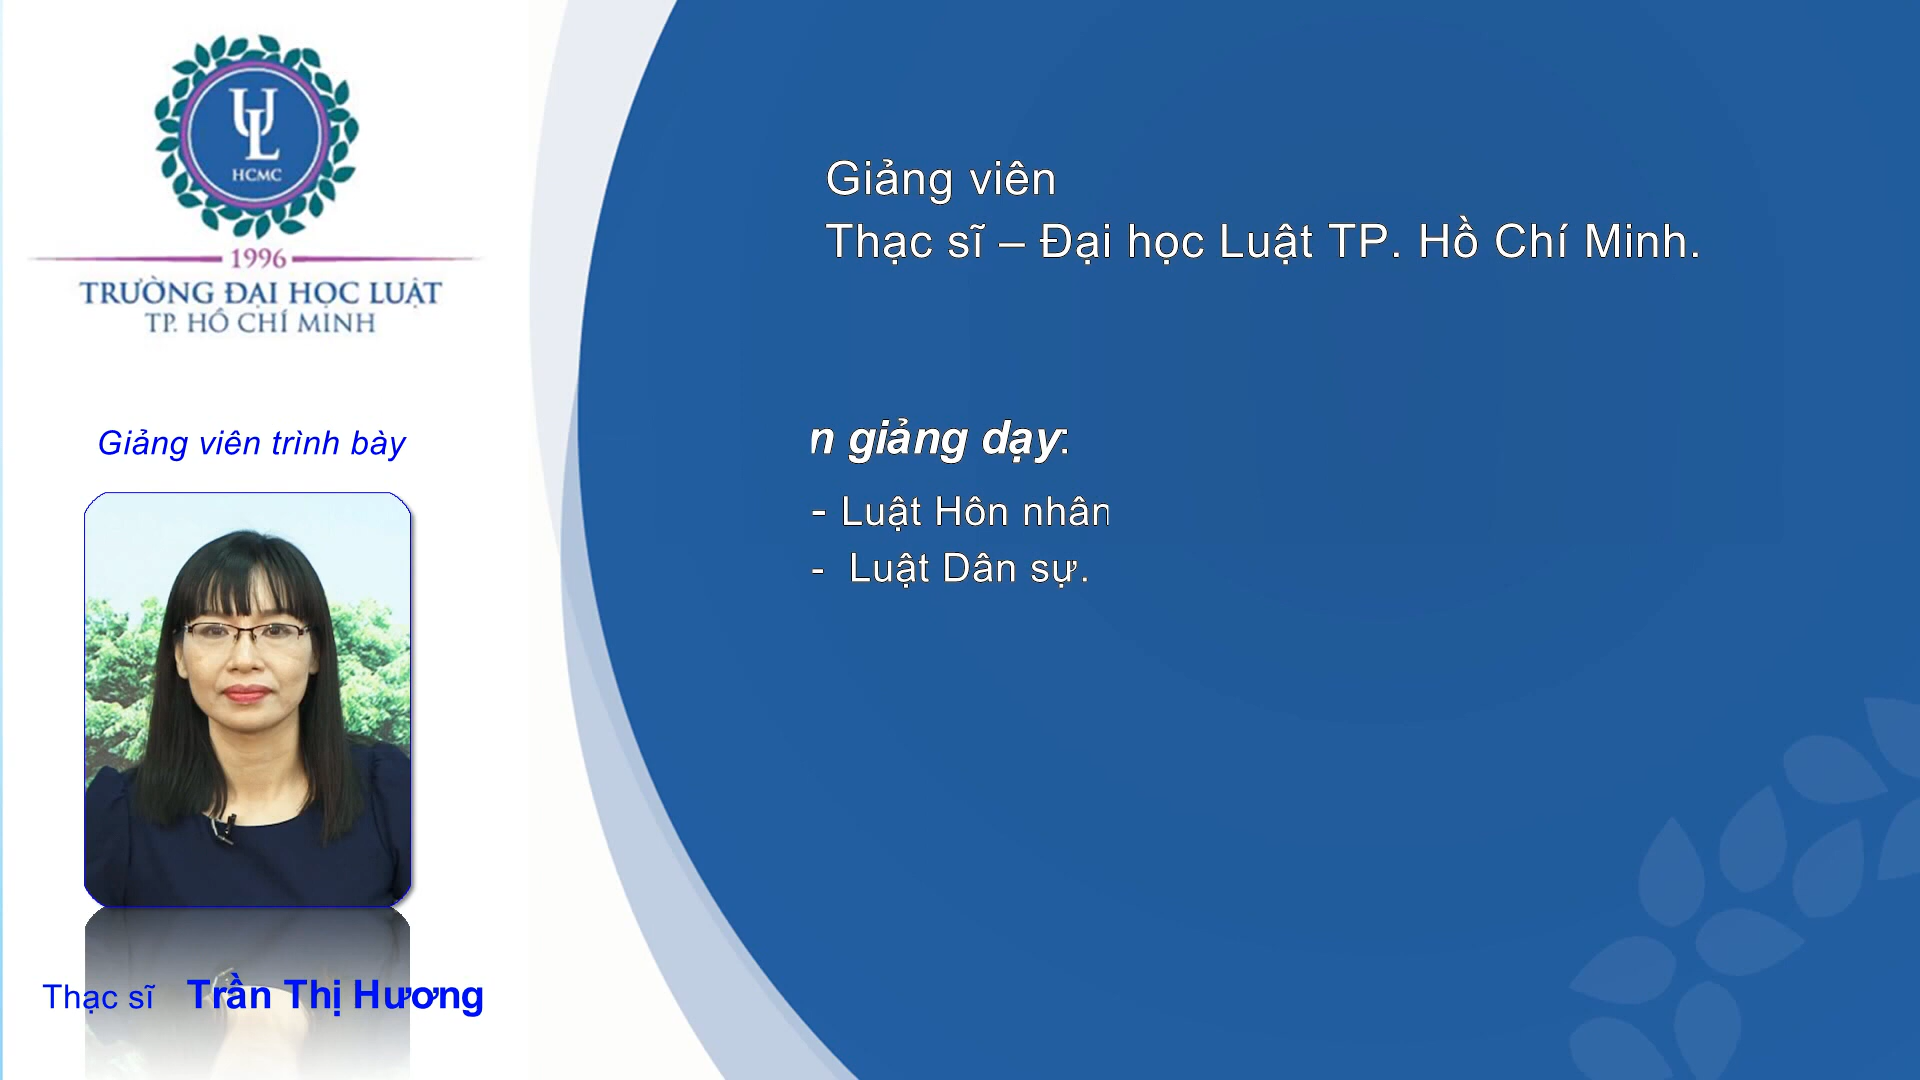 UL
HCMC
1996
TRƯỜNG ĐẠI HỌC LUẬT
TP. HỒ CHÍ MINH
Giảng viên trình bày
Thạc sĩ Trần Thị Hương
Giảng viên
Thạc sĩ – Đại học Luật TP. Hồ Chí Minh.
n giảng dạy:
- Luật Hôn nhân
- Luật Dân sự.